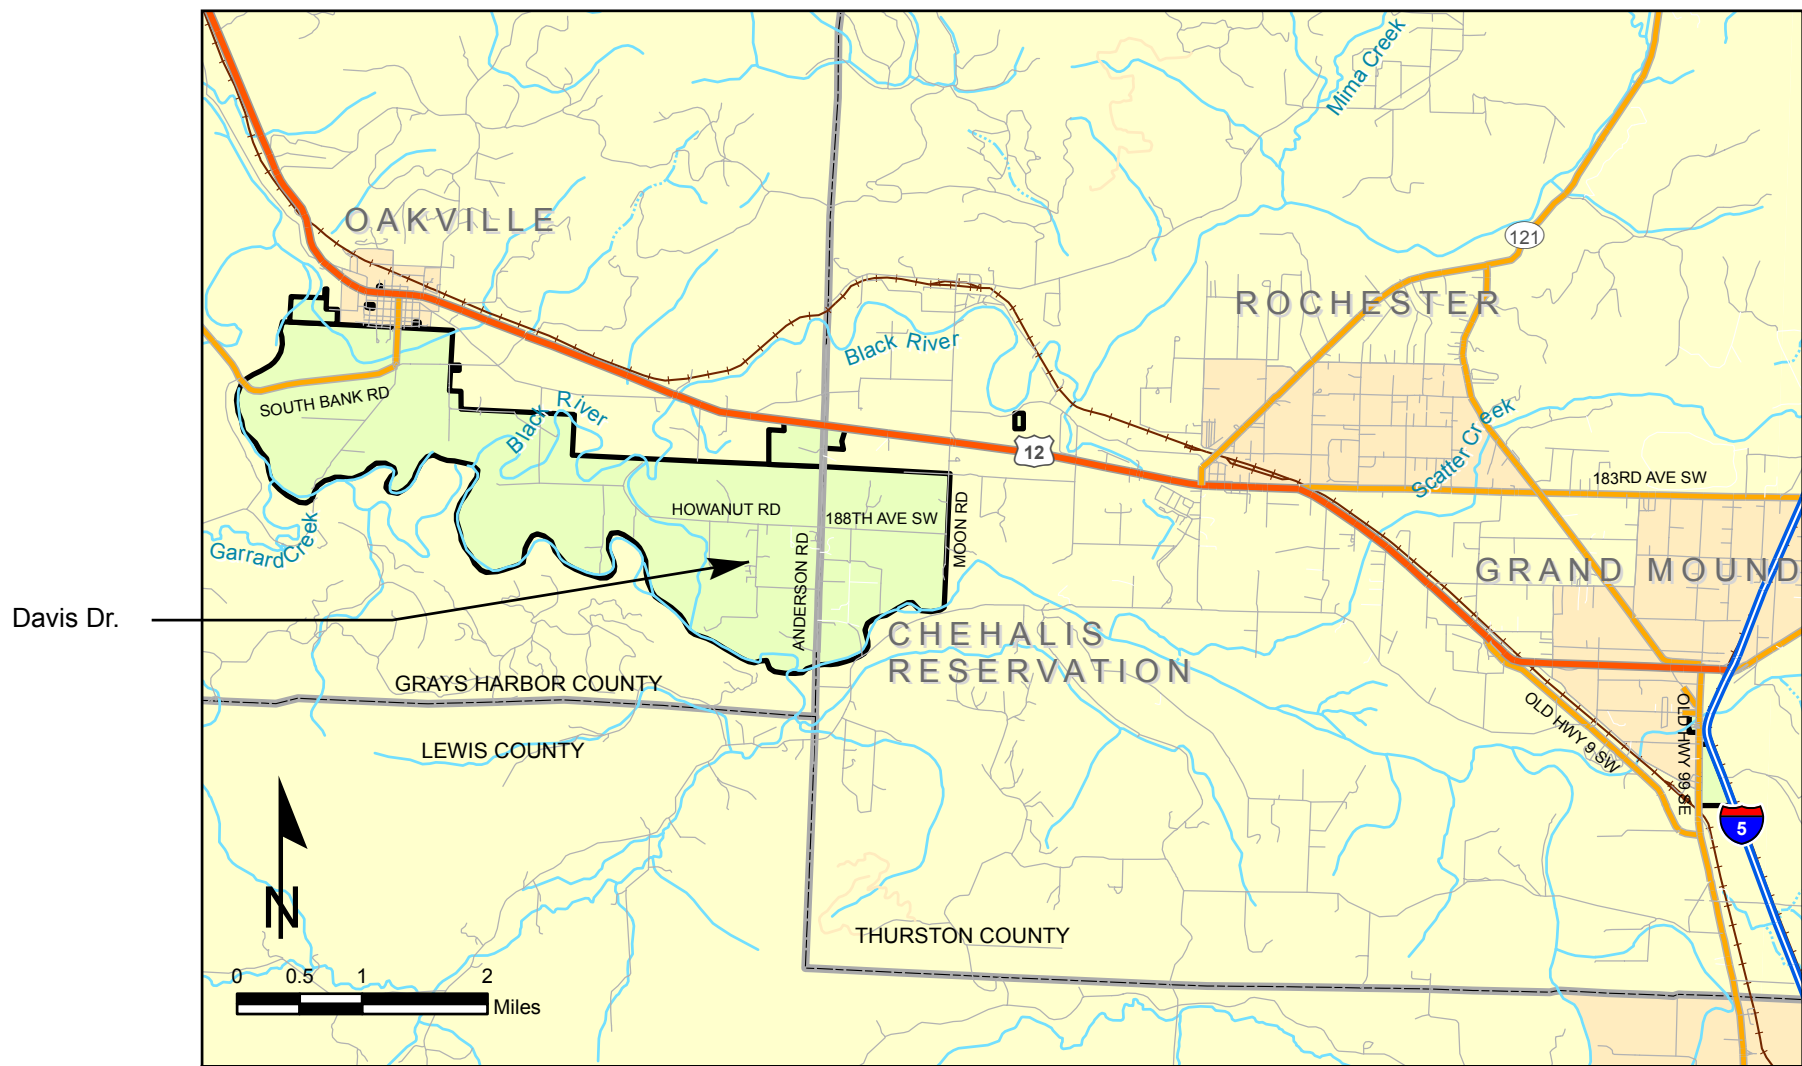 Mima Creek
OAKVILLE
121
ROCHESTER
Black River
SOUTH BANK RD
Black River
12
Scatter Creek
183RD AVE SW
HOWANUT RD
188TH AVE SW
MOON RD
ANDERSON RD
Garrard Creek
GRAND MOUND
Davis Dr.
CHEHALIS
RESERVATION
GRAYS HARBOR COUNTY
LEWIS COUNTY
OLD HWY 9 SW
OLD HWY 99 SE
5
N
THURSTON COUNTY
0 0.5 1 2
Miles